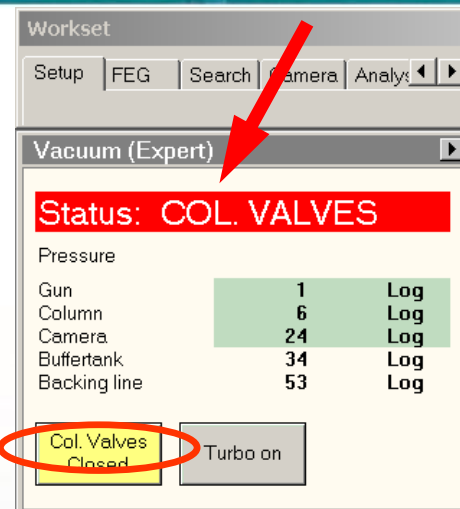 Workset
Setup FEG Search Camera Analys
Vacuum (Expert)
Status: COL. VALVES
Pressure
Gun 1 Log
Column 6 Log
Camera 24 Log
Buffertank 34 Log
Backing line 53 Log
Col. Valves
Closed
Turbo on